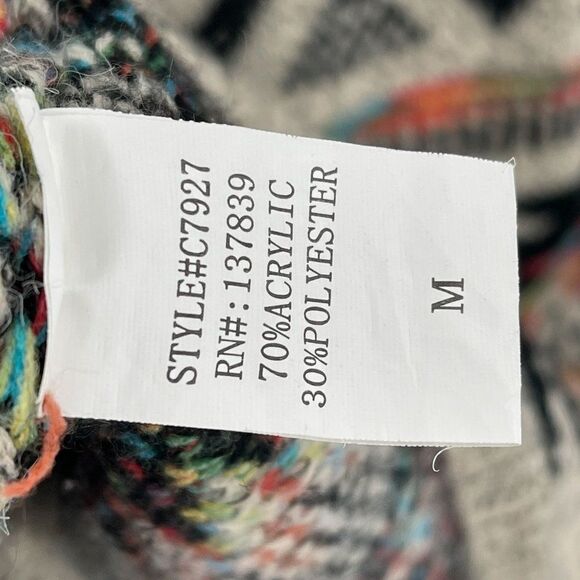 STYLE#C7927
RN#:137839
70%ACRYLIC
30%POLYESTER
M